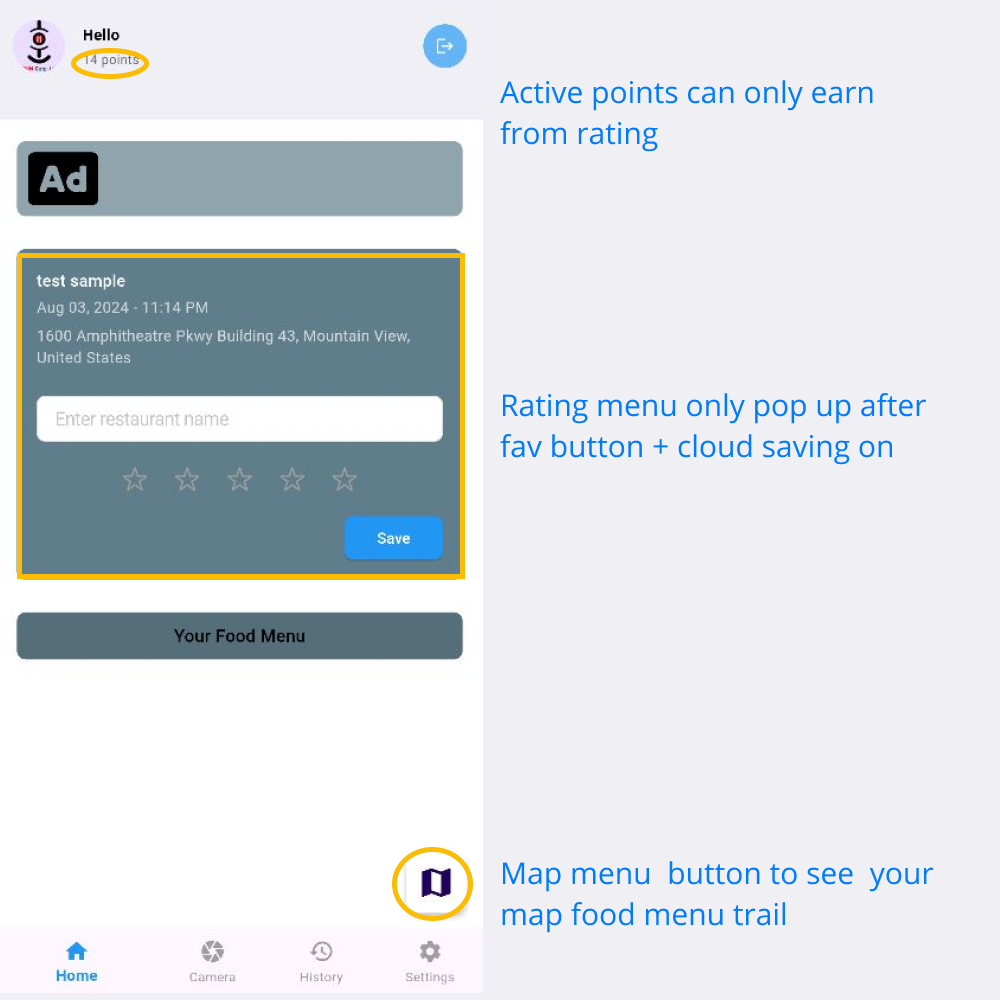 Hello
14 points
Active points can only earn
from rating
Ad
test sample
Aug 03, 2024 - 11:14 PM
1600 Amphitheatre Pkwy Building 43, Mountain View,
United States
Enter restaurant name
Rating menu only pop up after
fav button + cloud saving on
Save
Your Food Menu
Map menu  button to see  your
map food menu trail
Home
Camera
History
Settings